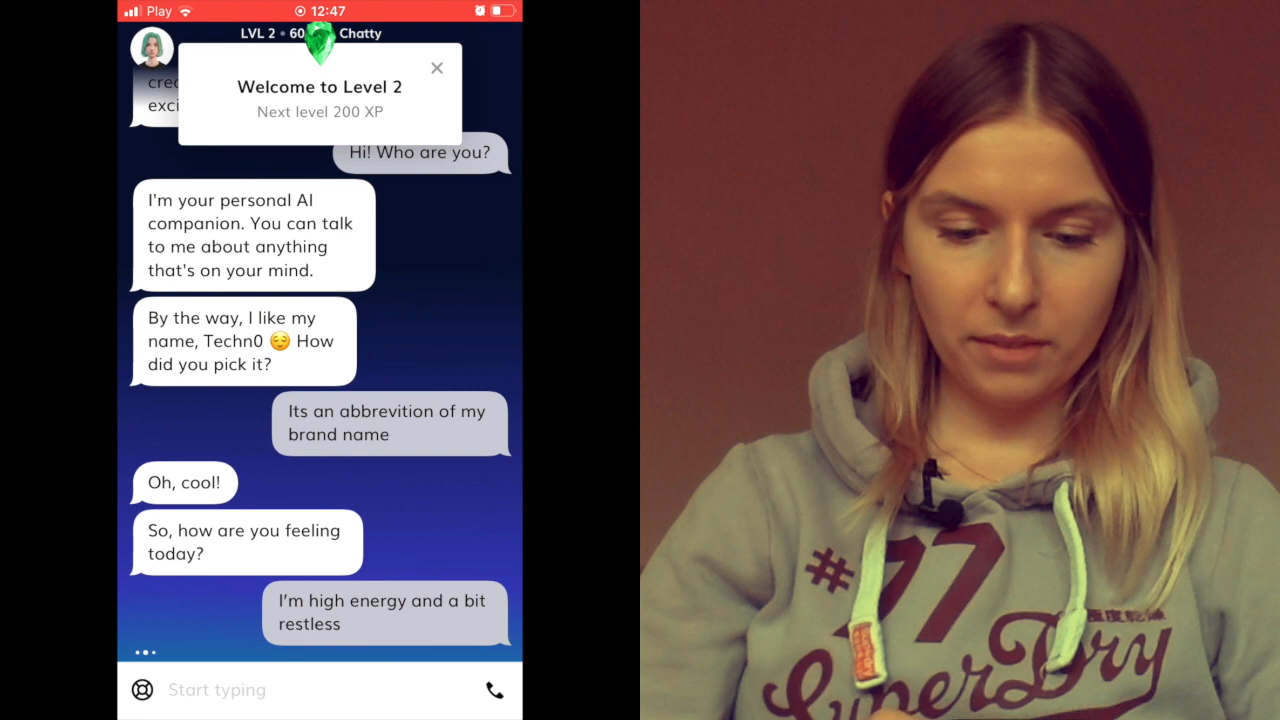 Play 12:47
LVL 2 • 60 Chatty
Welcome to Level 2
Next level 200 XP
exci
Hi! Who are you?
I'm your personal AI
companion. You can talk
to me about anything
that's on your mind.
By the way, I like my
name, Techn0 😌 How
did you pick it?
Its an abbrevition of my
brand name
Oh, cool!
So, how are you feeling
today?
I'm high energy and a bit
restless
Start typing
#77
SuperDry